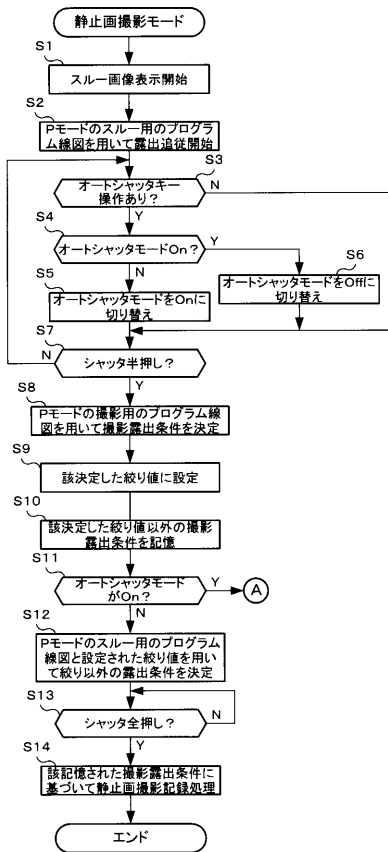 静止画撮影モード
S1
スルー画像表示開始
S2
Pモードのスルー用のプログラ
ム線図を用いて露出追従開始
S3
オートシャッタキー
操作あり?
N
Y
S4
オートシャッタモードOn?
Y
N
S5
オートシャッタモードをOnに
切り替え
S6
オートシャッタモードをOffに
切り替え
S7
シャッタ半押し?
N
Y
S8
Pモードの撮影用のプログラム線
図を用いて撮影露出条件を決定
S9
該決定した絞り値に設定
S10
該決定した絞り値以外の撮影
露出条件を記憶
S11
オートシャッタモード
がOn?
Y
A
N
S12
Pモードのスルー用のプログラム
線図と設定された絞り値を用い
て絞り以外の露出条件を決定
S13
シャッタ全押し?
N
Y
S14
該記憶された撮影露出条件に
基づいて静止画撮影記録処理
エンド